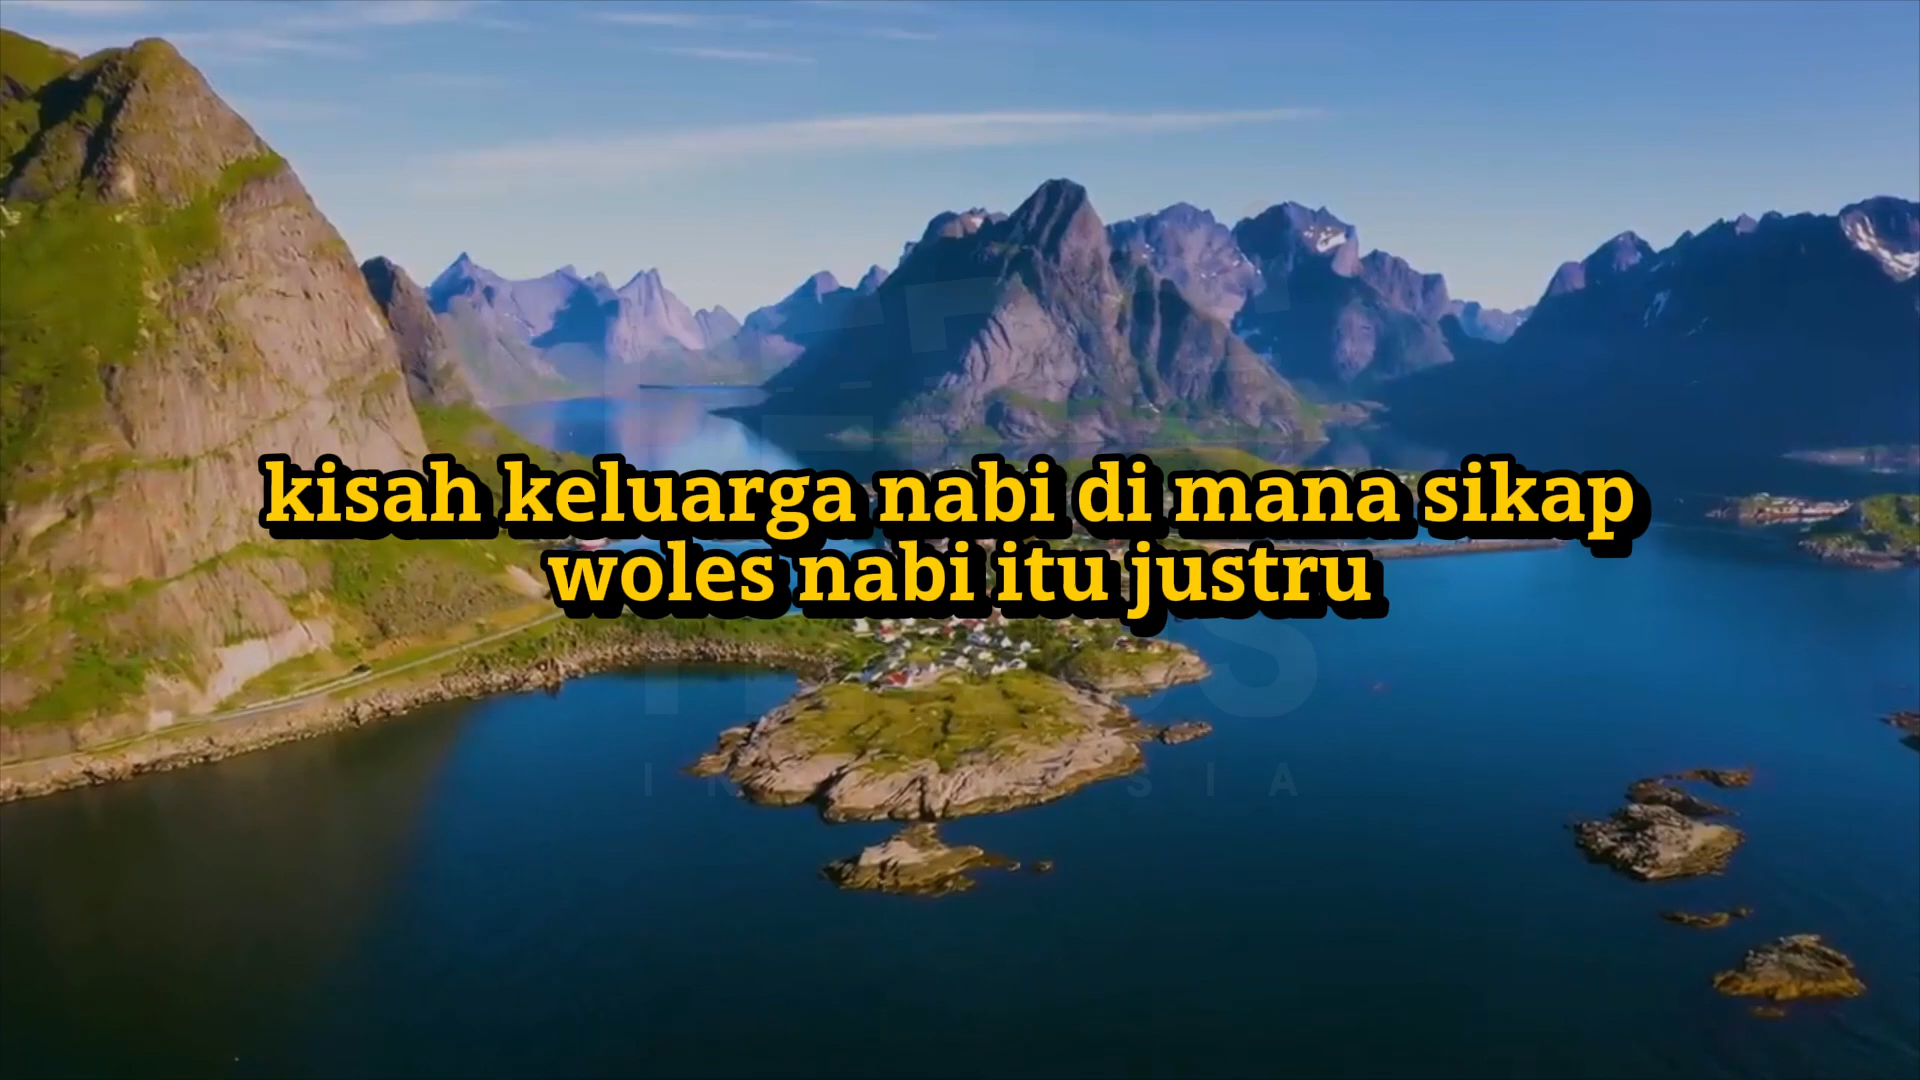 kisah keluarga nabi di mana sikap
woles nabi itu justru